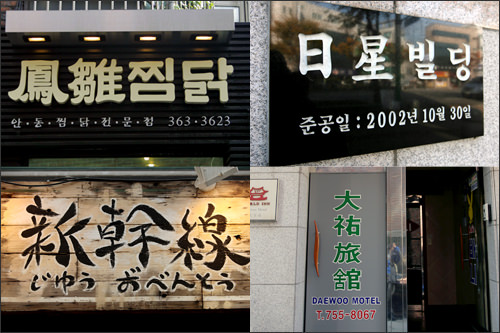 鳳雛찜닭
안·동·찜·닭·전·문·점 363-3623
日星빌딩
준공일 : 2002년 10월 30일
新幹線
じゆう おべんとう
大祐旅舘
DAEWOO MOTEL
T.755-8067